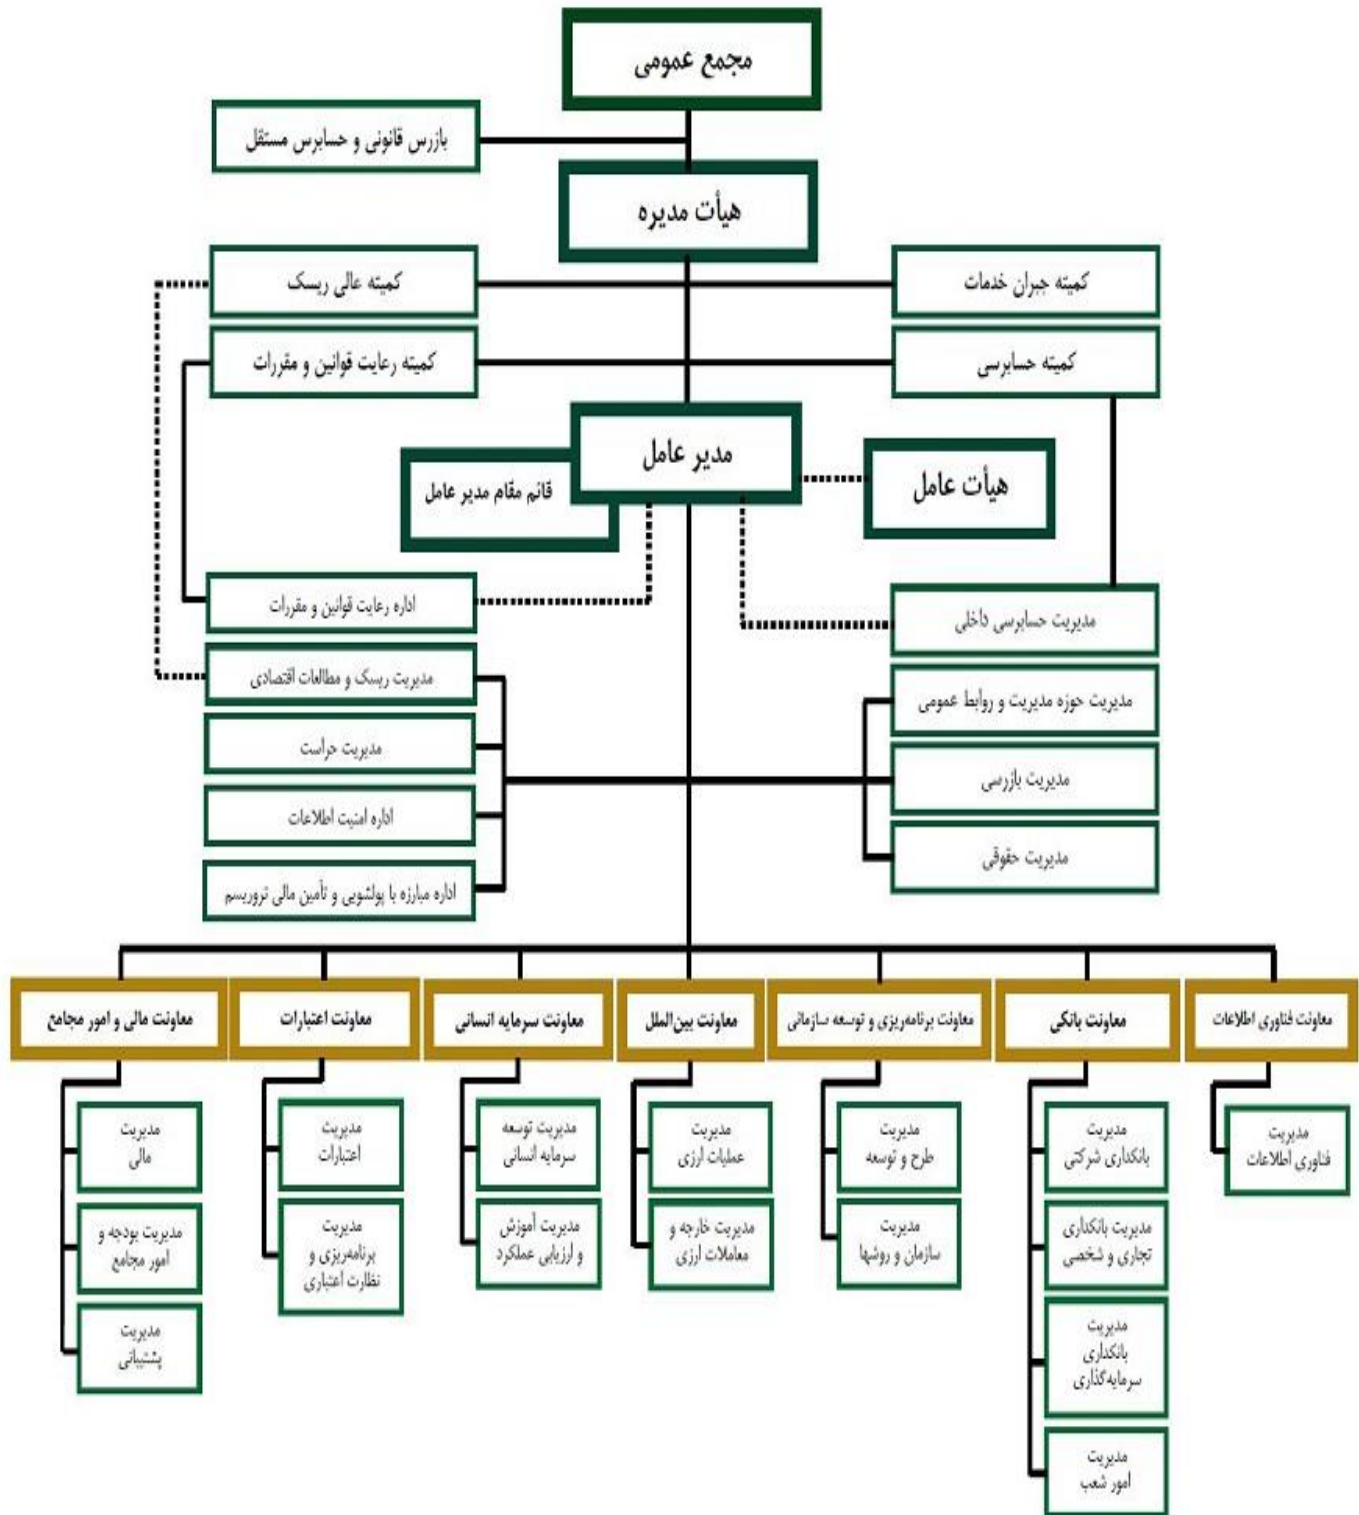 مجمع عمومی
بازرس قانونی و حسابرس مستقل
هیأت مدیره
کمیته جبران خدمات
کمیته عالی ریسک
کمیته حسابرسی
کمیته رعایت قوانین و مقررات
مدیر عامل
هیأت عامل
قائم مقام مدیر عامل
مدیریت حسابرسی داخلی
مدیریت حوزه مدیریت و روابط عمومی
مدیریت بازرسی
مدیریت حقوقی
اداره رعایت قوانین و مقررات
مدیریت ریسک و مطالعات اقتصادی
مدیریت حراست
اداره امنیت اطلاعات
اداره مبارزه با پولشویی و تأمین مالی تروریسم
معاونت فناوری اطلاعات
مدیریت
فناوری اطلاعات
معاونت بانکی
مدیریت
بانکداری شرکتی
مدیریت بانکداری
تجاری و شخصی
مدیریت
بانکداری
سرمایه‌گذاری
مدیریت
امور شعب
معاونت برنامه‌ریزی و توسعه سازمانی
مدیریت
طرح و توسعه
مدیریت
سازمان و روشها
معاونت بین‌الملل
مدیریت
عملیات ارزی
مدیریت خارجه و
معاملات ارزی
معاونت سرمایه انسانی
مدیریت توسعه
سرمایه انسانی
مدیریت آموزش
و ارزیابی عملکرد
معاونت اعتبارات
مدیریت
اعتبارات
مدیریت
برنامه‌ریزی و
نظارت اعتباری
معاونت مالی و امور مجامع
مدیریت
مالی
مدیریت بودجه و
امور مجامع
مدیریت
پشتیبانی